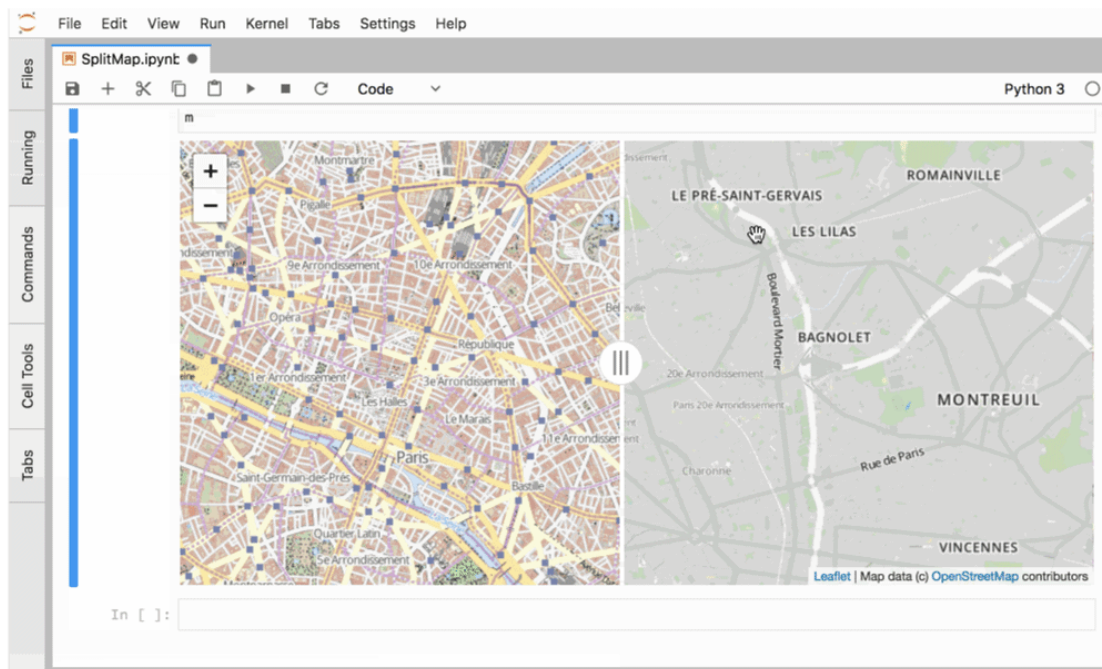 File Edit View Run Kernel Tabs Settings Help
SplitMap.ipynb
Code
Python 3
Files
Running
Commands
Cell Tools
Tabs
m
+
−
Montmartre
Pigalle
9e Arrondissement
10e Arrondissement
Opéra
République
1er Arrondissement
3e Arrondissement
Les Halles
Le Marais
11e Arrondissement
Paris
Saint-Germain-des-Prés
Bastille
Quartier Latin
5e Arrondissement
Montparnasse
Belleville
ROMAINVILLE
LE PRÉ-SAINT-GERVAIS
LES LILAS
Boulevard Mortier
BAGNOLET
20e Arrondissement
Paris 20e Arrondissement
MONTREUIL
Rue de Paris
Charonne
VINCENNES
Leaflet | Map data (c) OpenStreetMap contributors
In [ ]: